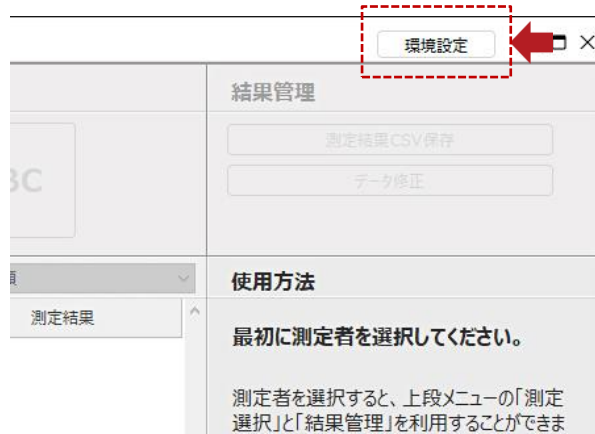 環境設定
結果管理
測定結果CSV保存
データ修正
BC
使用方法
測定結果
最初に測定者を選択してください。
測定者を選択すると、上段メニューの「測定
選択」と「結果管理」を利用することができま